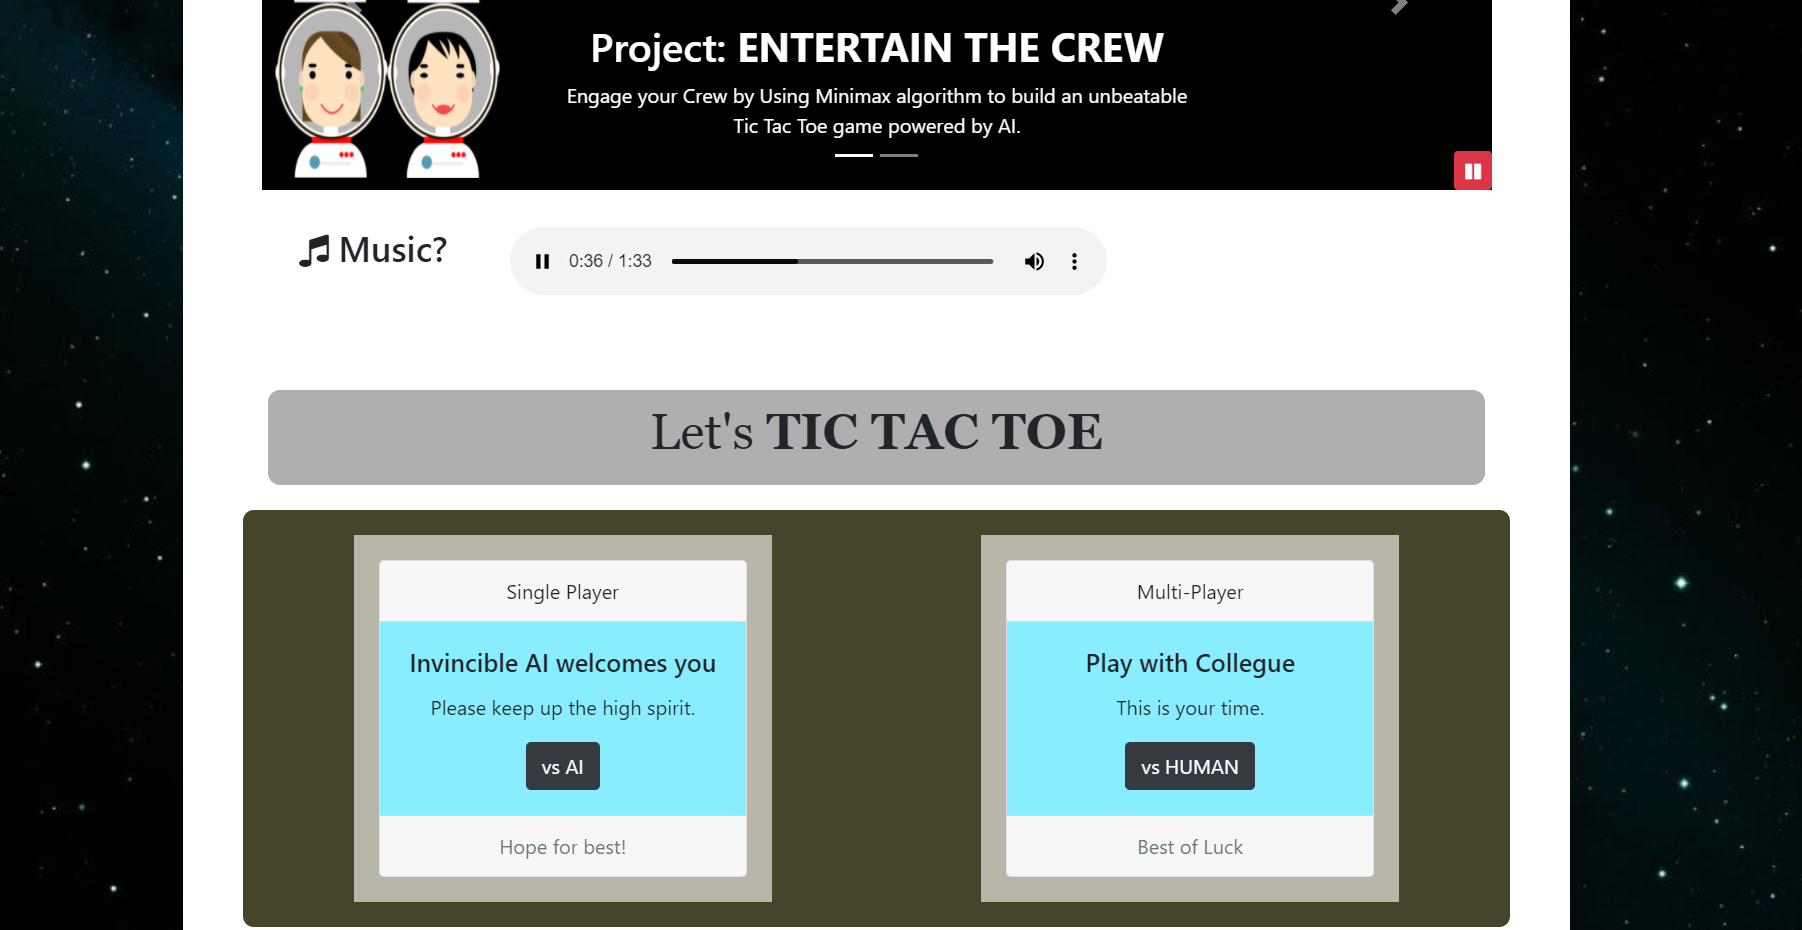 Project: ENTERTAIN THE CREW
Engage your Crew by Using Minimax algorithm to build an unbeatable
Tic Tac Toe game powered by AI.
Music?
0:36 / 1:33
Let's TIC TAC TOE
Single Player
Invincible AI welcomes you
Please keep up the high spirit.
vs AI
Hope for best!
Multi-Player
Play with Collegue
This is your time.
vs HUMAN
Best of Luck